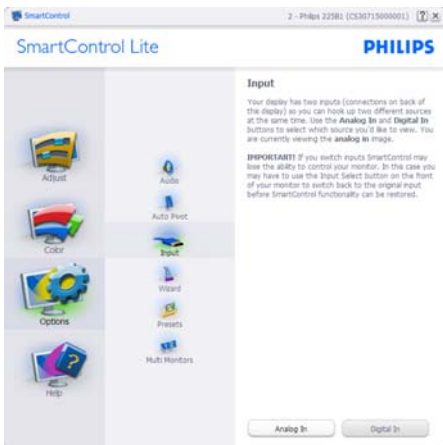 SmartControl
2 - Philips 225B1 (CS30715000001)
SmartControl Lite
PHILIPS
Adjust
Color
Options
Help
Audio
Auto Pivot
Input
Wizard
Presets
Multi Monitors
Input
Your display has two inputs (connections on back of
this display) so you can hook up two different sources
at the same time. Use the Analog In and Digital In
buttons to select which source you'd like to view. You
are currently viewing the analog in image.
IMPORTANT! If you switch inputs SmartControl may
lose the ability to control your monitor. In this case you
may have to use the Input Select button on the front
of your monitor to switch back to the original input
before SmartControl functionality can be restored.
Analog In
Digital In